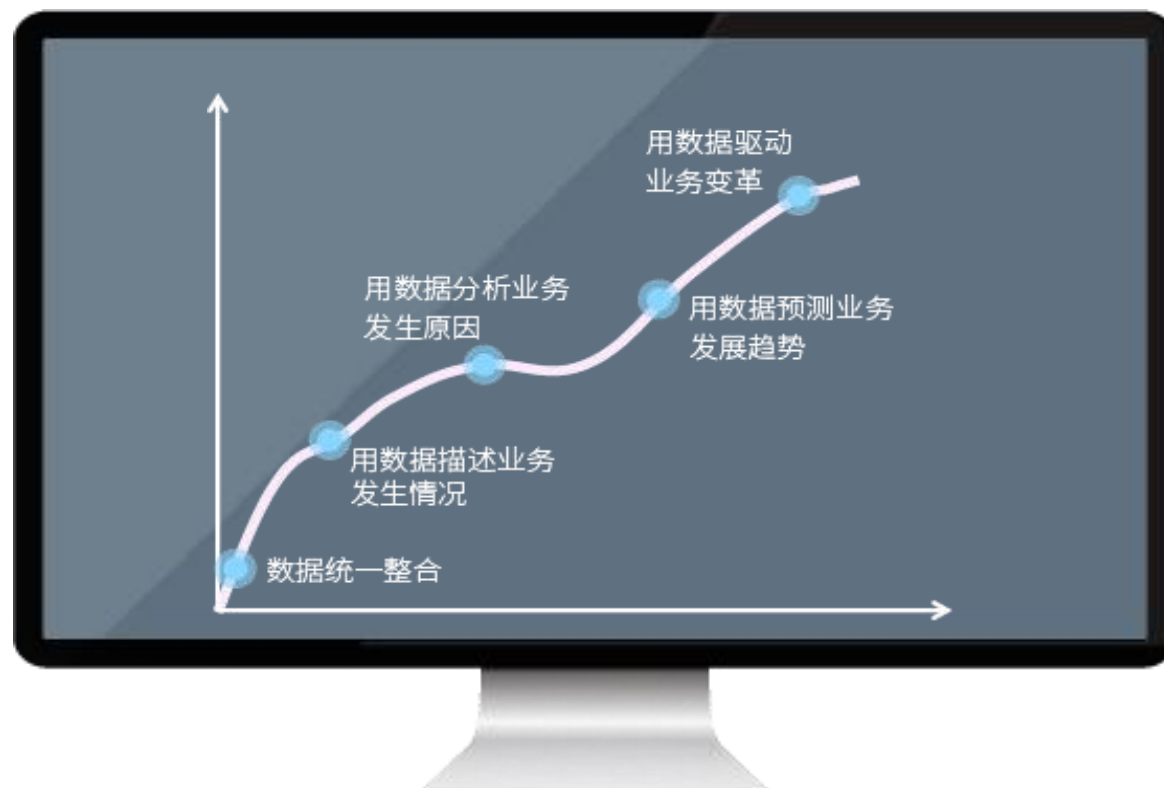 用数据驱动
业务变革
用数据分析业务
发生原因
用数据预测业务
发展趋势
用数据描述业务
发生情况
数据统一整合